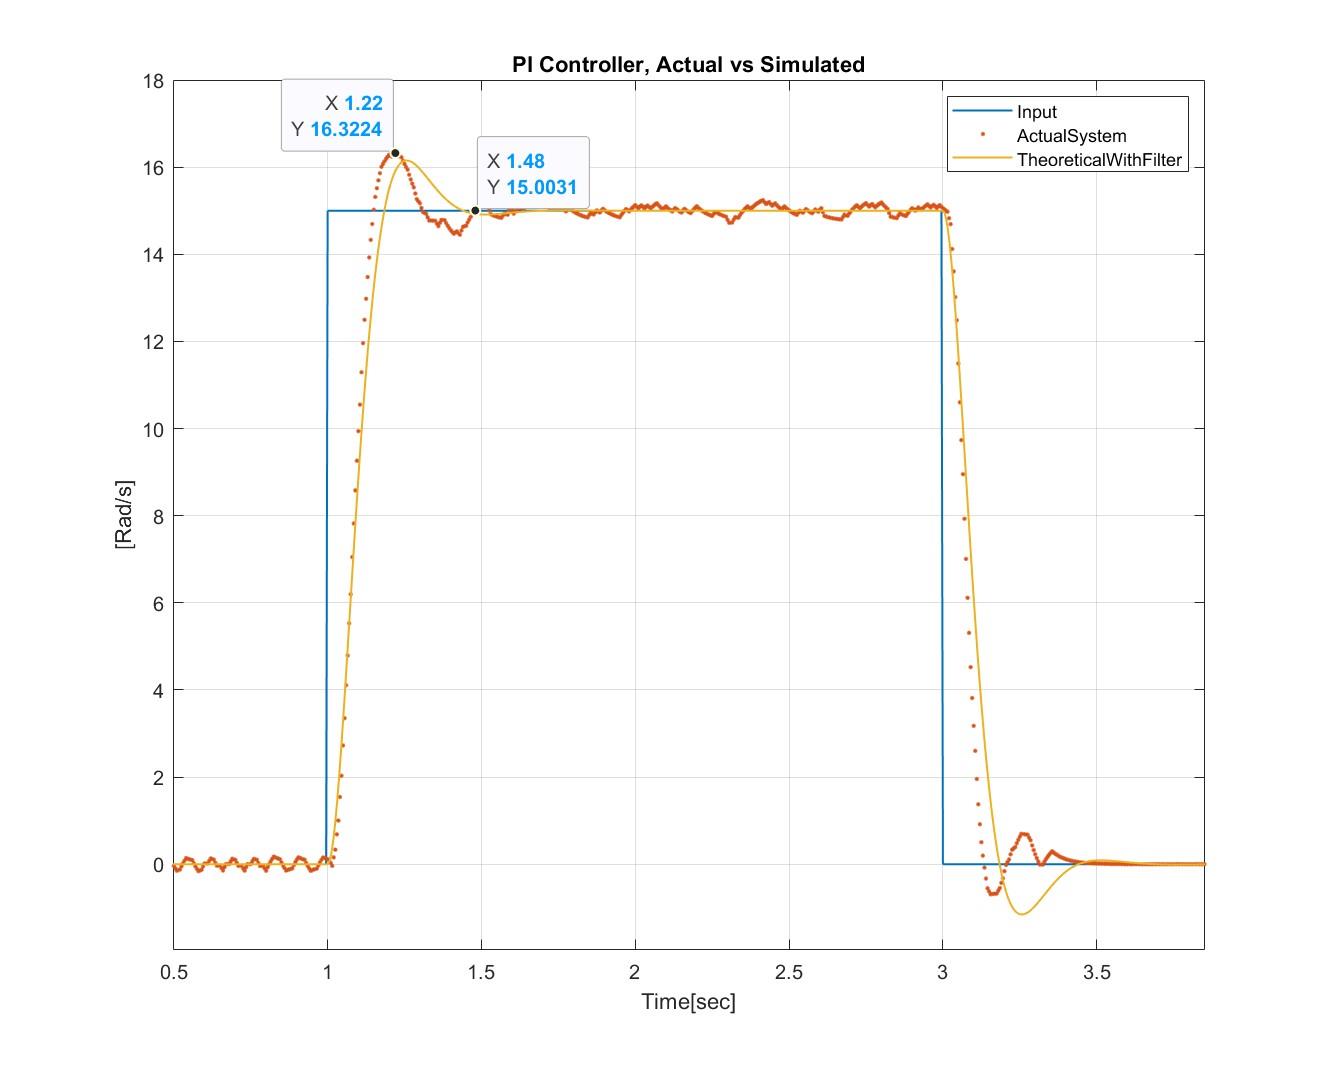 PI Controller, Actual vs Simulated
18
X 1.22
Y 16.3224
X 1.48
Y 15.0031
Input
ActualSystem
TheoreticalWithFilter
16
14
12
10
8
6
4
2
0
[Rad/s]
0.5 1 1.5 2 2.5 3 3.5
Time[sec]